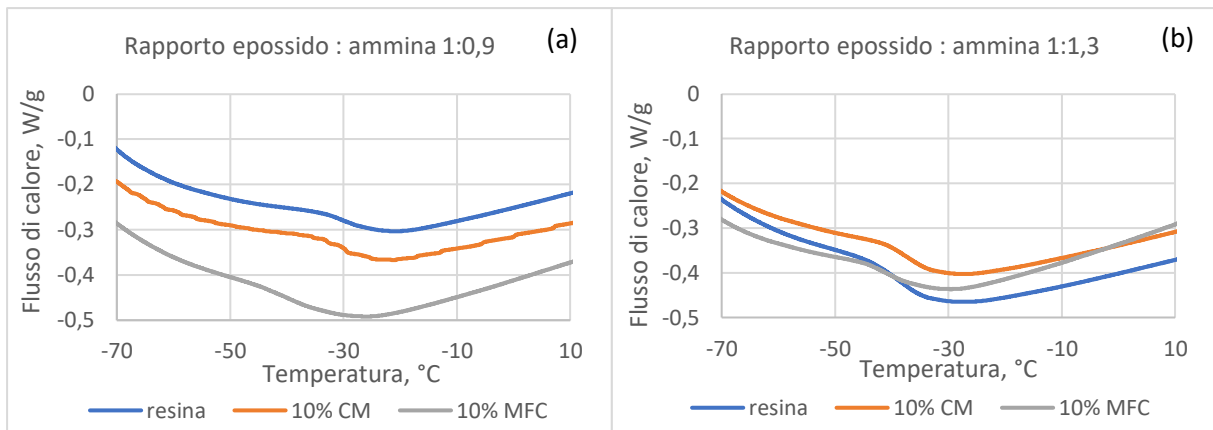 Rapporto epossido : ammina 1:0,9
(a)
Flusso di calore, W/g
0
-0,1
-0,2
-0,3
-0,4
-0,5
-70
-50
-30
-10
10
Temperatura, °C
resina
10% CM
10% MFC
Rapporto epossido : ammina 1:1,3
(b)
Flusso di calore, W/g
0
-0,1
-0,2
-0,3
-0,4
-0,5
-70
-50
-30
-10
10
Temperatura, °C
resina
10% CM
10% MFC